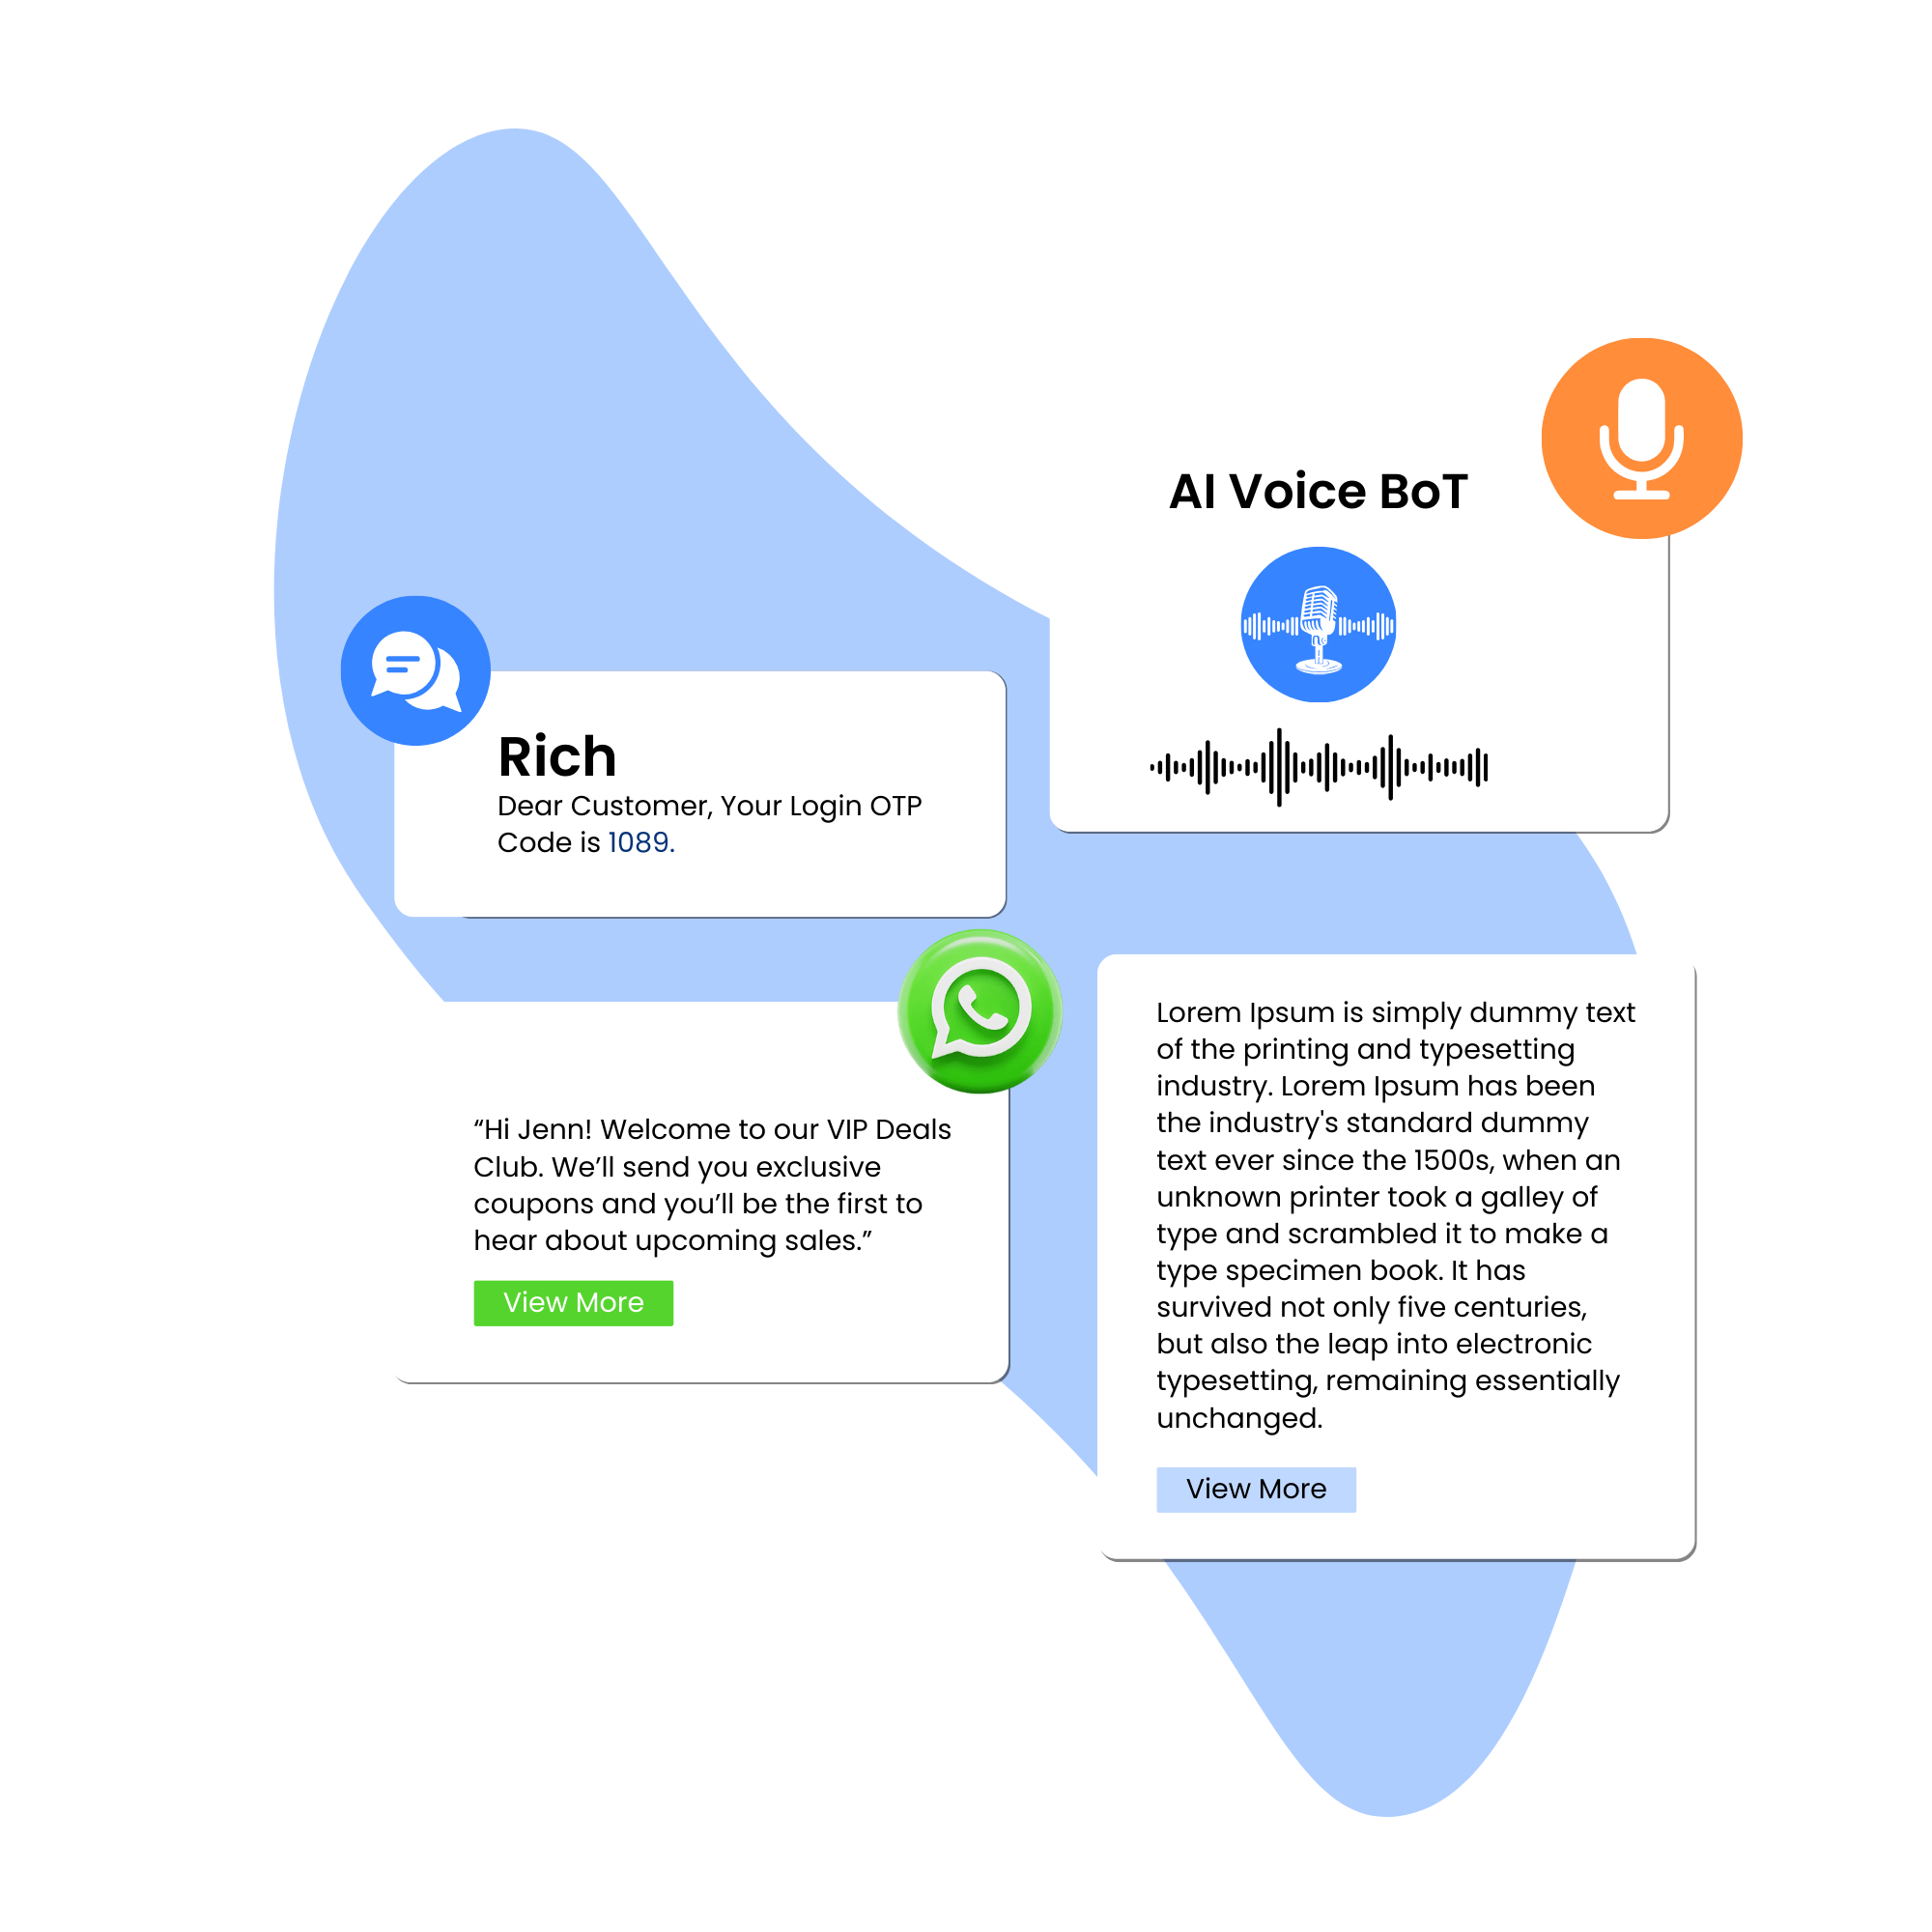 AI Voice BoT
Rich
Dear Customer, Your Login OTP
Code is 1089.
“Hi Jenn! Welcome to our VIP Deals
Club. We’ll send you exclusive
coupons and you’ll be the first to
hear about upcoming sales.”
View More
Lorem Ipsum is simply dummy text
of the printing and typesetting
industry. Lorem Ipsum has been
the industry's standard dummy
text ever since the 1500s, when an
unknown printer took a galley of
type and scrambled it to make a
type specimen book. It has
survived not only five centuries,
but also the leap into electronic
typesetting, remaining essentially
unchanged.
View More